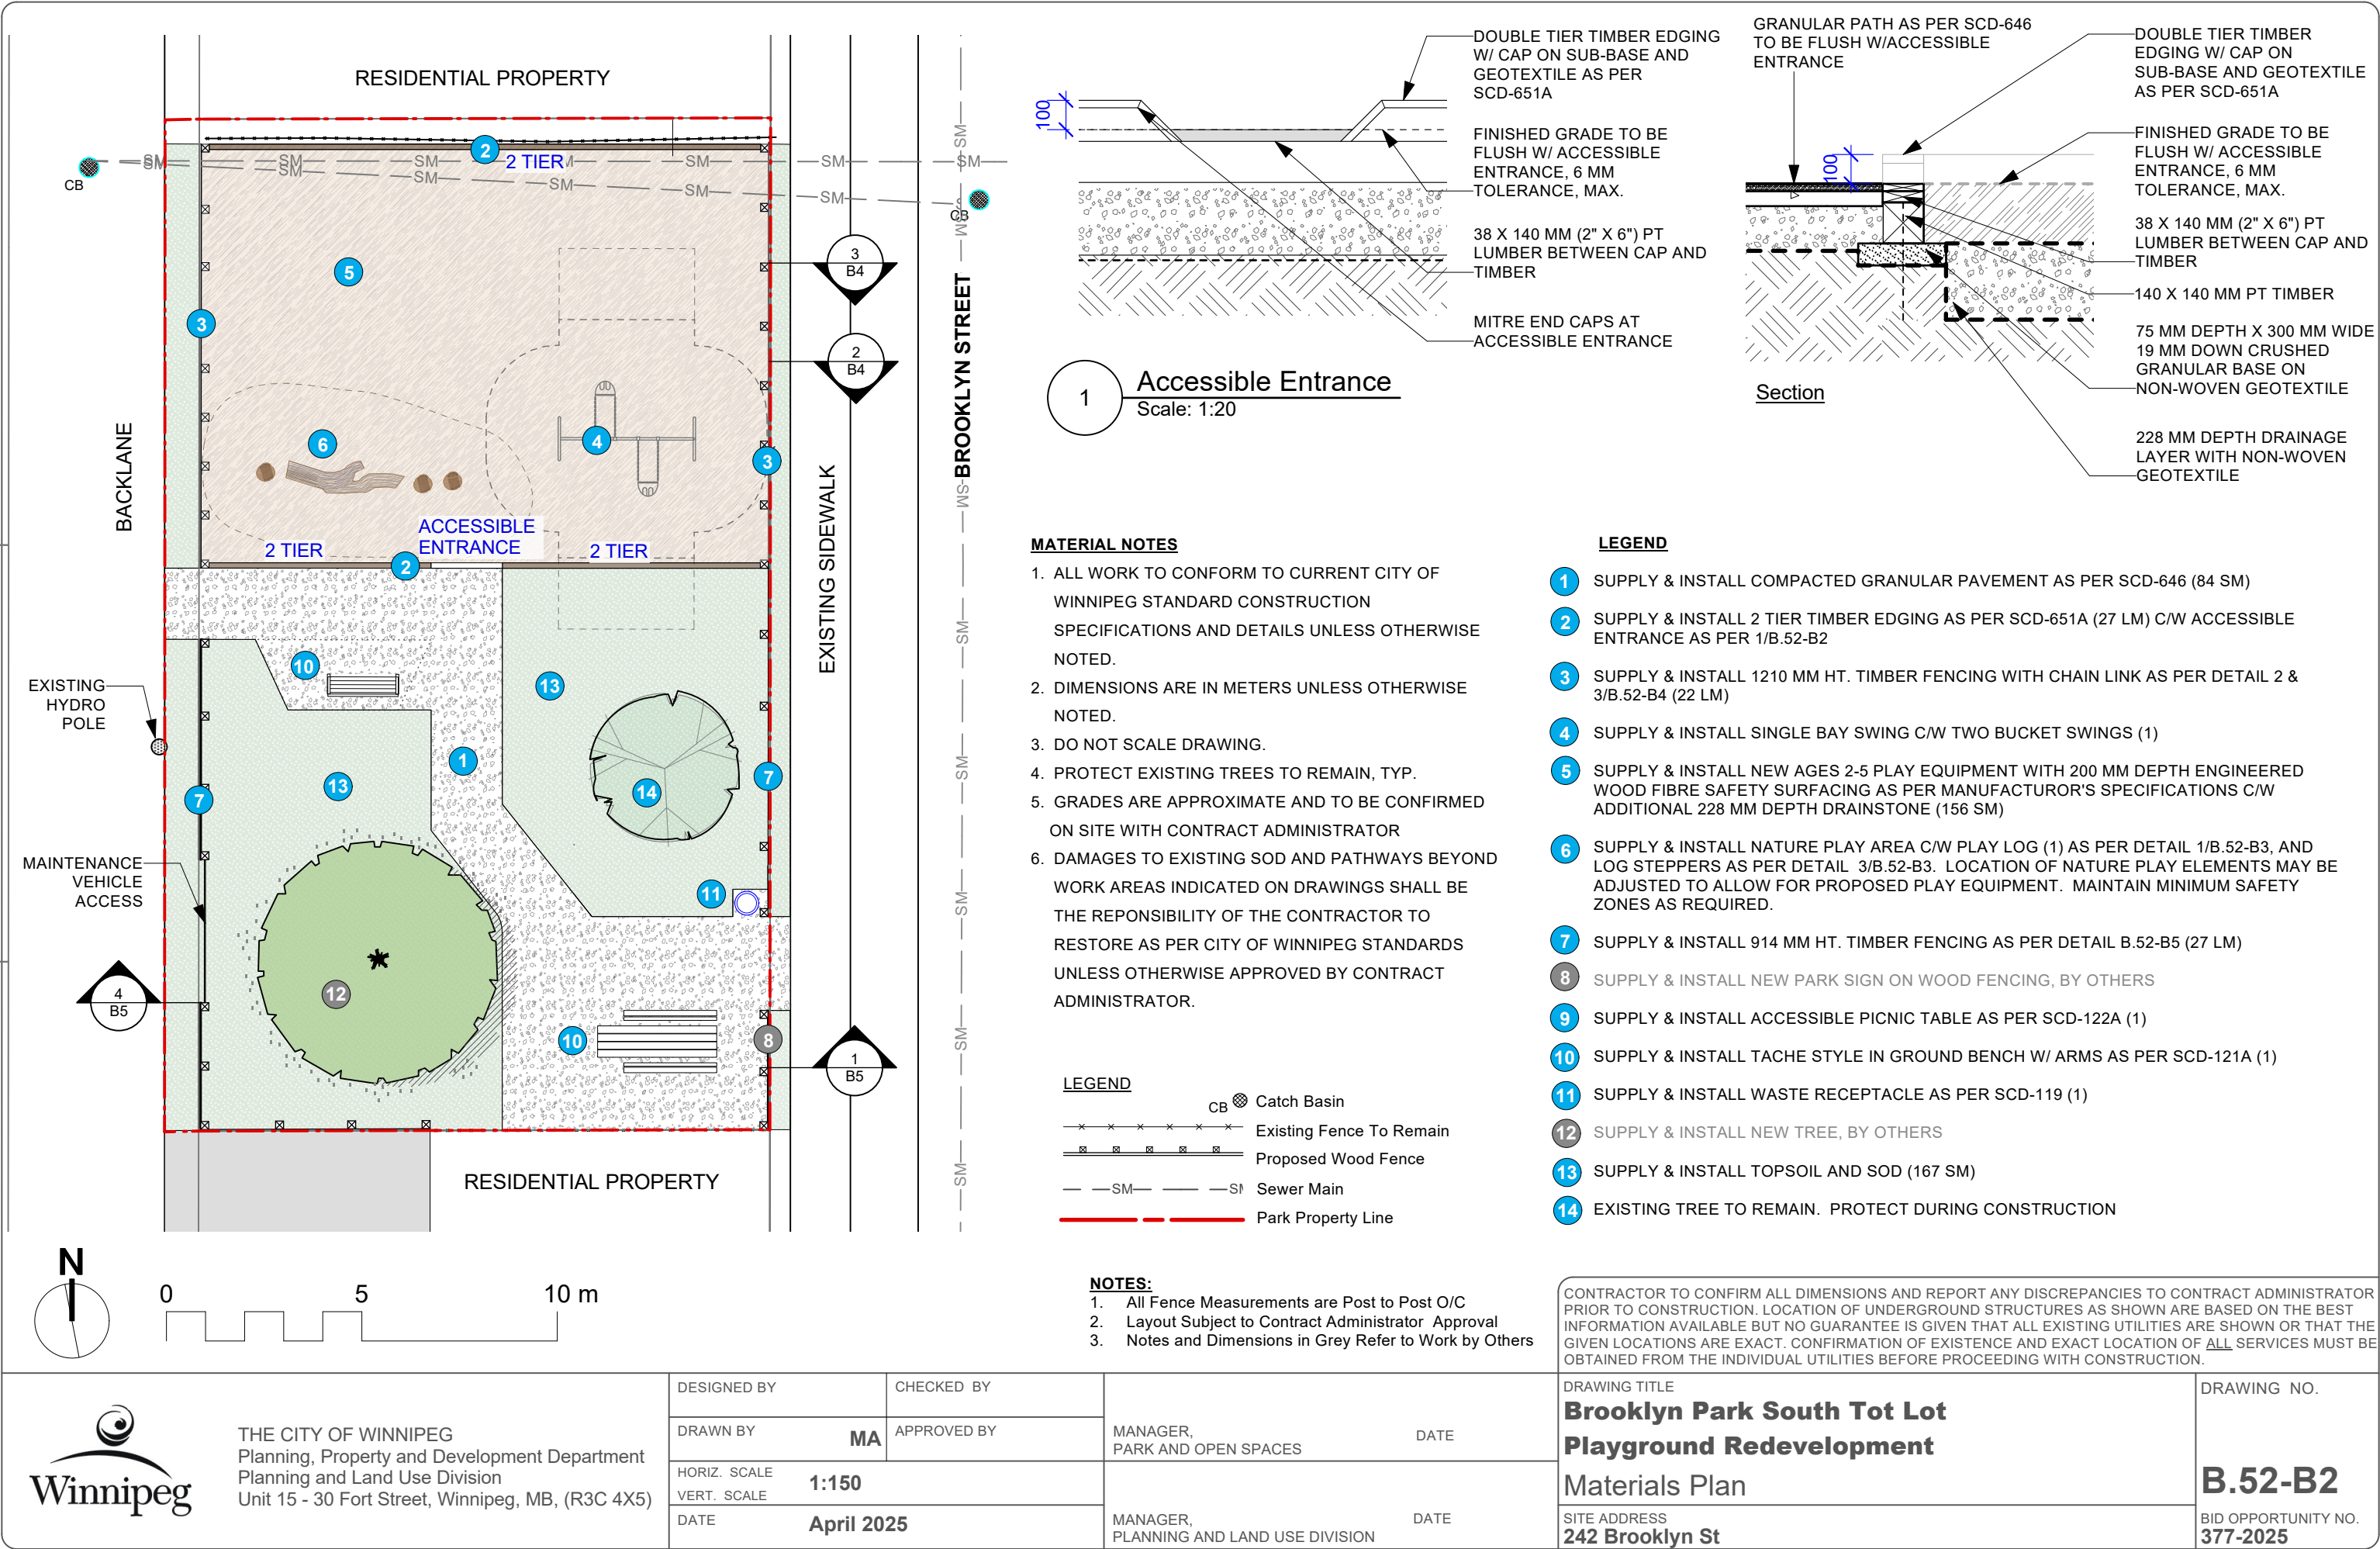 RESIDENTIAL PROPERTY
CB
SM
2
2 TIER
CB
5
3
3
B4
2
B4
BROOKLYN STREET
BACKLANE
6
4
3
EXISTING SIDEWALK
ACCESSIBLE
ENTRANCE
2 TIER
2 TIER
2
10
13
EXISTING
HYDRO
POLE
1
7
13
14
7
MAINTENANCE
VEHICLE
ACCESS
11
12
4
B5
10
8
1
B5
RESIDENTIAL PROPERTY
N
0 5 10 m
100
DOUBLE TIER TIMBER EDGING
W/ CAP ON SUB-BASE AND
GEOTEXTILE AS PER
SCD-651A
FINISHED GRADE TO BE
FLUSH W/ ACCESSIBLE
ENTRANCE, 6 MM
TOLERANCE, MAX.
38 X 140 MM (2" X 6") PT
LUMBER BETWEEN CAP AND
TIMBER
MITRE END CAPS AT
ACCESSIBLE ENTRANCE
1
Accessible Entrance
Scale: 1:20
GRANULAR PATH AS PER SCD-646
TO BE FLUSH W/ACCESSIBLE
ENTRANCE
100
DOUBLE TIER TIMBER
EDGING W/ CAP ON
SUB-BASE AND GEOTEXTILE
AS PER SCD-651A
FINISHED GRADE TO BE
FLUSH W/ ACCESSIBLE
ENTRANCE, 6 MM
TOLERANCE, MAX.
38 X 140 MM (2" X 6") PT
LUMBER BETWEEN CAP AND
TIMBER
140 X 140 MM PT TIMBER
75 MM DEPTH X 300 MM WIDE
19 MM DOWN CRUSHED
GRANULAR BASE ON
NON-WOVEN GEOTEXTILE
228 MM DEPTH DRAINAGE
LAYER WITH NON-WOVEN
GEOTEXTILE
Section
MATERIAL NOTES
1. ALL WORK TO CONFORM TO CURRENT CITY OF
WINNIPEG STANDARD CONSTRUCTION
SPECIFICATIONS AND DETAILS UNLESS OTHERWISE
NOTED.
2. DIMENSIONS ARE IN METERS UNLESS OTHERWISE
NOTED.
3. DO NOT SCALE DRAWING.
4. PROTECT EXISTING TREES TO REMAIN, TYP.
5. GRADES ARE APPROXIMATE AND TO BE CONFIRMED
ON SITE WITH CONTRACT ADMINISTRATOR
6. DAMAGES TO EXISTING SOD AND PATHWAYS BEYOND
WORK AREAS INDICATED ON DRAWINGS SHALL BE
THE REPONSIBILITY OF THE CONTRACTOR TO
RESTORE AS PER CITY OF WINNIPEG STANDARDS
UNLESS OTHERWISE APPROVED BY CONTRACT
ADMINISTRATOR.
LEGEND
CB Catch Basin
Existing Fence To Remain
Proposed Wood Fence
SM Sewer Main
Park Property Line
LEGEND
1 SUPPLY & INSTALL COMPACTED GRANULAR PAVEMENT AS PER SCD-646 (84 SM)
2 SUPPLY & INSTALL 2 TIER TIMBER EDGING AS PER SCD-651A (27 LM) C/W ACCESSIBLE
ENTRANCE AS PER 1/B.52-B2
3 SUPPLY & INSTALL 1210 MM HT. TIMBER FENCING WITH CHAIN LINK AS PER DETAIL 2 &
3/B.52-B4 (22 LM)
4 SUPPLY & INSTALL SINGLE BAY SWING C/W TWO BUCKET SWINGS (1)
5 SUPPLY & INSTALL NEW AGES 2-5 PLAY EQUIPMENT WITH 200 MM DEPTH ENGINEERED
WOOD FIBRE SAFETY SURFACING AS PER MANUFACTUROR'S SPECIFICATIONS C/W
ADDITIONAL 228 MM DEPTH DRAINSTONE (156 SM)
6 SUPPLY & INSTALL NATURE PLAY AREA C/W PLAY LOG (1) AS PER DETAIL 1/B.52-B3, AND
LOG STEPPERS AS PER DETAIL 3/B.52-B3. LOCATION OF NATURE PLAY ELEMENTS MAY BE
ADJUSTED TO ALLOW FOR PROPOSED PLAY EQUIPMENT. MAINTAIN MINIMUM SAFETY
ZONES AS REQUIRED.
7 SUPPLY & INSTALL 914 MM HT. TIMBER FENCING AS PER DETAIL B.52-B5 (27 LM)
8 SUPPLY & INSTALL NEW PARK SIGN ON WOOD FENCING, BY OTHERS
9 SUPPLY & INSTALL ACCESSIBLE PICNIC TABLE AS PER SCD-122A (1)
10 SUPPLY & INSTALL TACHE STYLE IN GROUND BENCH W/ ARMS AS PER SCD-121A (1)
11 SUPPLY & INSTALL WASTE RECEPTACLE AS PER SCD-119 (1)
12 SUPPLY & INSTALL NEW TREE, BY OTHERS
13 SUPPLY & INSTALL TOPSOIL AND SOD (167 SM)
14 EXISTING TREE TO REMAIN. PROTECT DURING CONSTRUCTION
NOTES:
1. All Fence Measurements are Post to Post O/C
2. Layout Subject to Contract Administrator Approval
3. Notes and Dimensions in Grey Refer to Work by Others
CONTRACTOR TO CONFIRM ALL DIMENSIONS AND REPORT ANY DISCREPANCIES TO CONTRACT ADMINISTRATOR
PRIOR TO CONSTRUCTION. LOCATION OF UNDERGROUND STRUCTURES AS SHOWN ARE BASED ON THE BEST
INFORMATION AVAILABLE BUT NO GUARANTEE IS GIVEN THAT ALL EXISTING UTILITIES ARE SHOWN OR THAT THE
GIVEN LOCATIONS ARE EXACT. CONFIRMATION OF EXISTENCE AND EXACT LOCATION OF ALL SERVICES MUST BE
OBTAINED FROM THE INDIVIDUAL UTILITIES BEFORE PROCEEDING WITH CONSTRUCTION.
Winnipeg
THE CITY OF WINNIPEG
Planning, Property and Development Department
Planning and Land Use Division
Unit 15 - 30 Fort Street, Winnipeg, MB, (R3C 4X5)
DESIGNED BY
CHECKED BY
DRAWN BY MA
APPROVED BY
HORIZ. SCALE
VERT. SCALE
1:150
DATE April 2025
MANAGER,
PARK AND OPEN SPACES
DATE
MANAGER,
PLANNING AND LAND USE DIVISION
DATE
DRAWING TITLE
Brooklyn Park South Tot Lot
Playground Redevelopment
Materials Plan
SITE ADDRESS
242 Brooklyn St
DRAWING NO.
B.52-B2
BID OPPORTUNITY NO.
377-2025